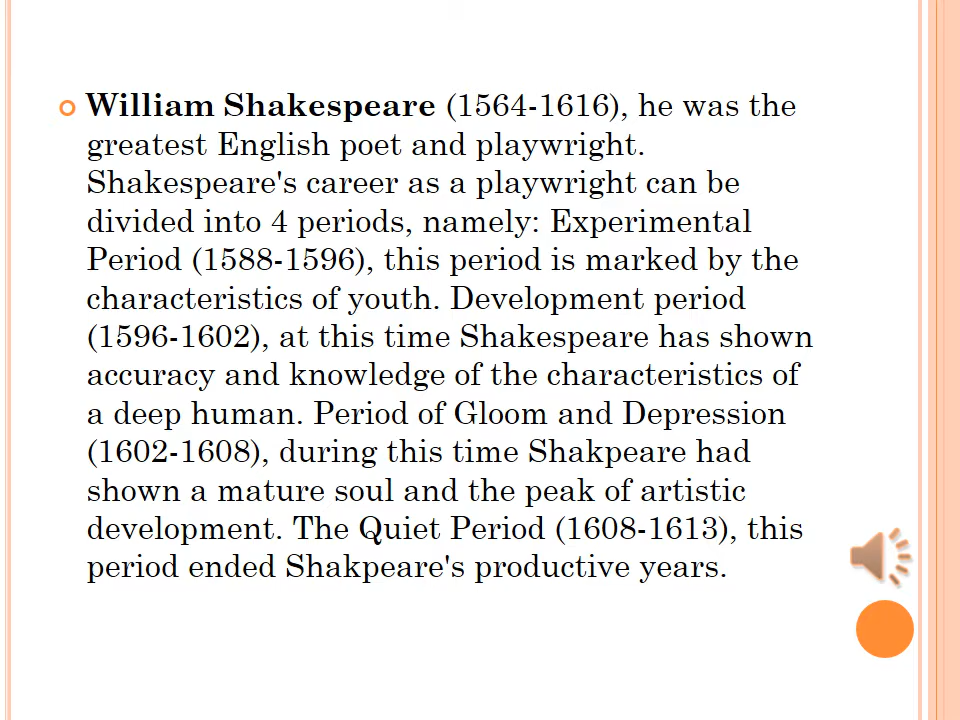 William Shakespeare (1564-1616), he was the
greatest English poet and playwright.
Shakespeare's career as a playwright can be
divided into 4 periods, namely: Experimental
Period (1588-1596), this period is marked by the
characteristics of youth. Development period
(1596-1602), at this time Shakespeare has shown
accuracy and knowledge of the characteristics of
a deep human. Period of Gloom and Depression
(1602-1608), during this time Shakpeare had
shown a mature soul and the peak of artistic
development. The Quiet Period (1608-1613), this
period ended Shakpeare's productive years.